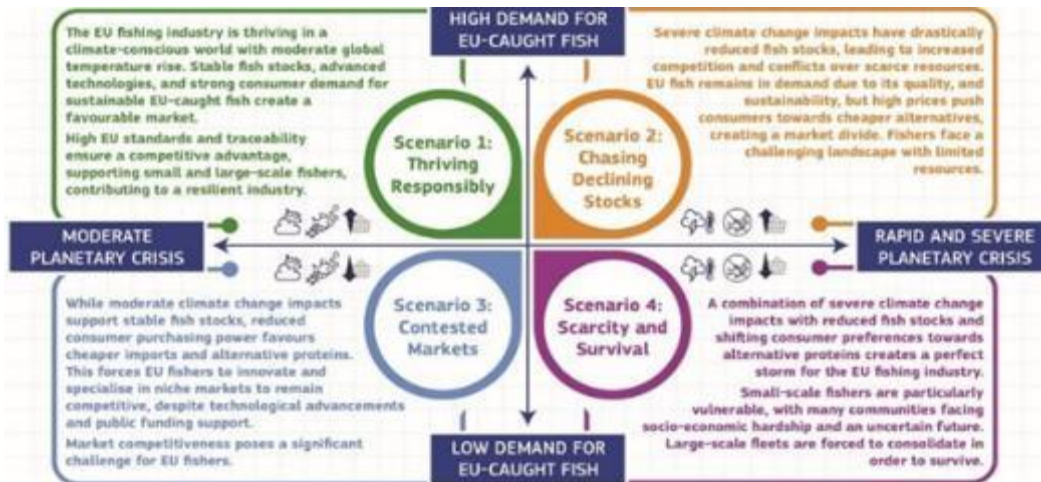 HIGH DEMAND FOR
EU-CAUGHT FISH
The EU fishing industry is thriving in a
climate-conscious world with moderate global
temperature rise. Stable fish stocks, advanced
technologies, and strong consumer demand for
sustainable EU-caught fish create a
favourable market.
High EU standards and traceability
ensure a competitive advantage,
supporting small and large-scale fishers,
contributing to a resilient industry.
Scenario 1:
Thriving
Responsibly
Severe climate change impacts have drastically
reduced fish stocks, leading to increased
competition and conflicts over scarce resources.
EU fish remains in demand due to its quality, and
sustainability, but high prices push
consumers towards cheaper alternatives,
creating a market divide. Fishers face a
challenging landscape with limited
resources.
Scenario 2:
Chasing
Declining
Stocks
MODERATE
PLANETARY CRISIS
RAPID AND SEVERE
PLANETARY CRISIS
While moderate climate change impacts
support stable fish stocks, reduced
consumer purchasing power favours
cheaper imports and alternative proteins.
This forces EU fishers to innovate and
specialise in niche markets to remain
competitive, despite technological advancements
and public funding support.
Market competitiveness poses a significant
challenge for EU fishers.
Scenario 3:
Contested
Markets
Scenario 4:
Scarcity and
Survival
A combination of severe climate change
impacts with reduced fish stocks and
shifting consumer preferences towards
alternative proteins creates a perfect
storm for the EU fishing industry.
Small-scale fishers are particularly
vulnerable, with many communities facing
socio-economic hardship and an uncertain future.
Large-scale fleets are forced to consolidate in
order to survive.
LOW DEMAND FOR
EU-CAUGHT FISH